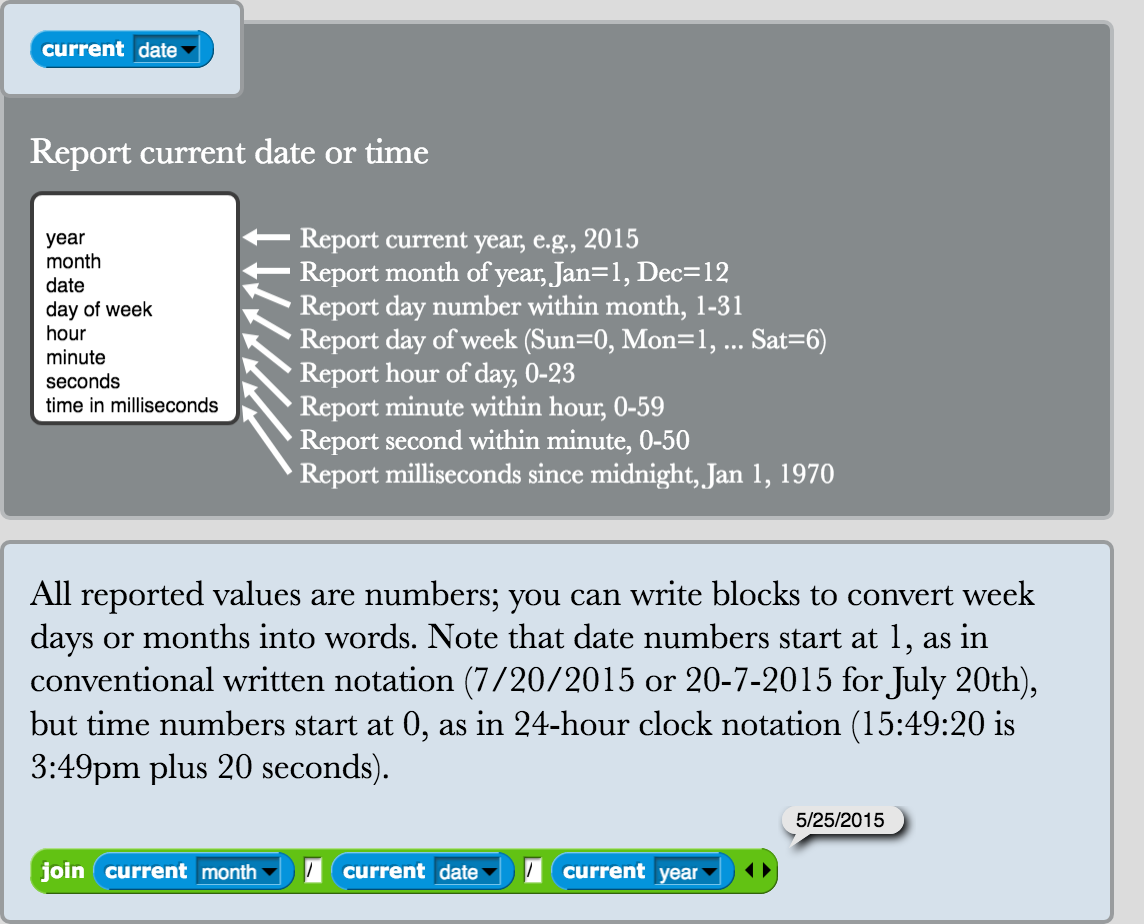 current date
Report current date or time
year
month
date
day of week
hour
minute
seconds
time in milliseconds
Report current year, e.g., 2015
Report month of year, Jan=1, Dec=12
Report day number within month, 1-31
Report day of week (Sun=0, Mon=1, ... Sat=6)
Report hour of day, 0-23
Report minute within hour, 0-59
Report second within minute, 0-50
Report milliseconds since midnight, Jan 1, 1970
All reported values are numbers; you can write blocks to convert week
days or months into words. Note that date numbers start at 1, as in
conventional written notation (7/20/2015 or 20-7-2015 for July 20th),
but time numbers start at 0, as in 24-hour clock notation (15:49:20 is
3:49pm plus 20 seconds).
5/25/2015
join current month / current date / current year